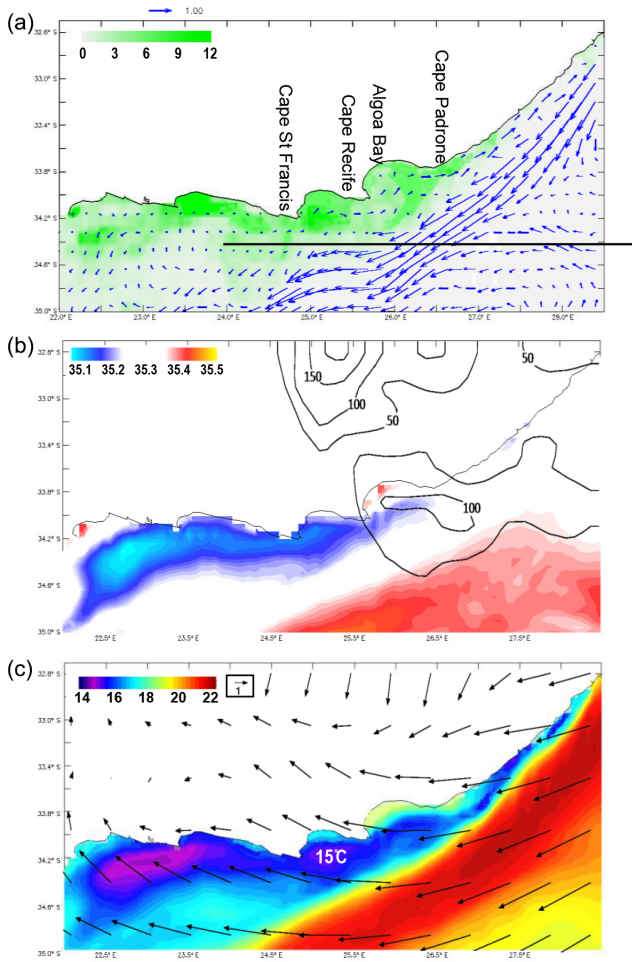 (a)
1.00
0 3 6 9 12
Cape St Francis
Cape Recife
Algoa Bay
Cape Padrone
32.6° S
33.0° S
33.4° S
33.8° S
34.2° S
34.6° S
35.0° S
22.0° E 23.0° E 24.0° E 25.0° E 26.0° E 27.0° E 28.0° E
(b)
35.1 35.2 35.4 35.5
150
100
50
50
100
32.6° S
33.0° S
33.4° S
33.8° S
34.2° S
34.6° S
35.0° S
22.5° E 23.5° E 24.5° E 25.5° E 26.5° E 27.5° E
(c)
14 16 18 20 22
1
15°C
32.6° S
33.0° S
33.4° S
33.8° S
34.2° S
34.6° S
35.0° S
22.5° E 23.5° E 24.5° E 25.5° E 26.5° E 27.5° E